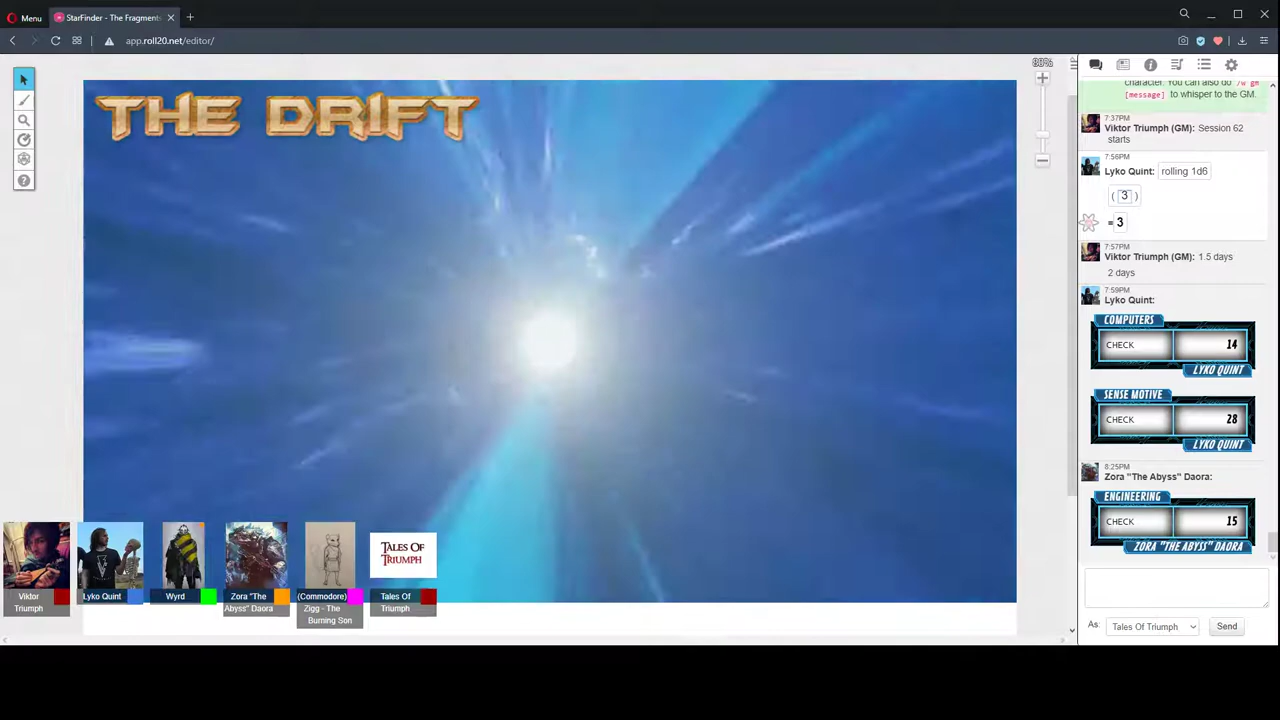 Menu
StarFinder - The Fragments
app.roll20.net/editor/
THE DRIFT
88%
character. You can also do /w gm
[message] to whisper to the GM.
7:37PM
Viktor Triumph (GM): Session 62
starts
7:56PM
Lyko Quint: rolling 1d6
(3)
=3
7:57PM
Viktor Triumph (GM): 1.5 days
2 days
7:59PM
Lyko Quint:
COMPUTERS
CHECK 14
LYKO QUINT
SENSE MOTIVE
CHECK 28
LYKO QUINT
8:25PM
Zora "The Abyss" Daora:
ENGINEERING
CHECK 15
ZORA "THE ABYSS" DAORA
As: Tales Of Triumph Send
TALES OF
TRIUMPH
Viktor
Triumph
Lyko Quint
Wyrd
Zora "The
Abyss" Daora
(Commodore)
Zigg - The
Burning Son
Tales Of
Triumph